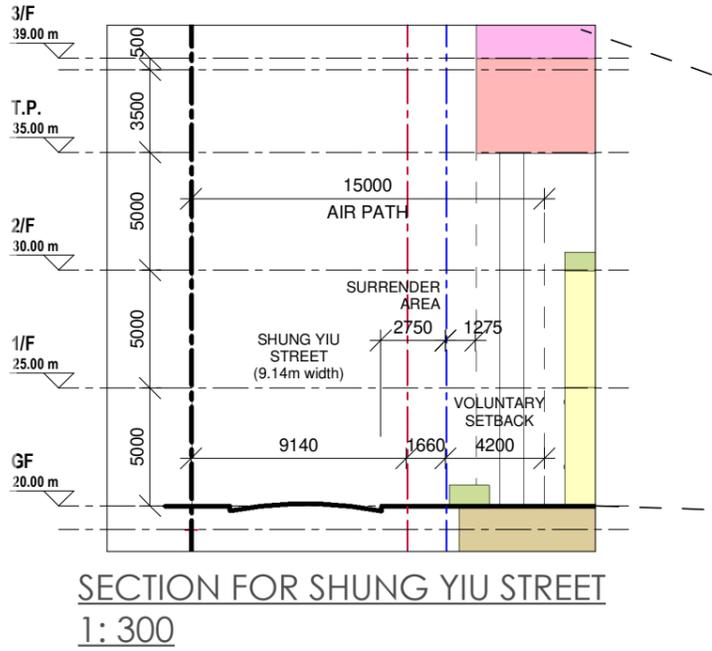 3/F
39.00 m
500
3500
T.P.
35.00 m
15000
AIR PATH
5000
2/F
30.00 m
SURRENDER
AREA
2750 1275
5000
SHUNG YIU
STREET
(9.14m width)
1/F
25.00 m
VOLUNTARY
SETBACK
5000
9140 1660 4200
GF
20.00 m
SECTION FOR SHUNG YIU STREET
1: 300